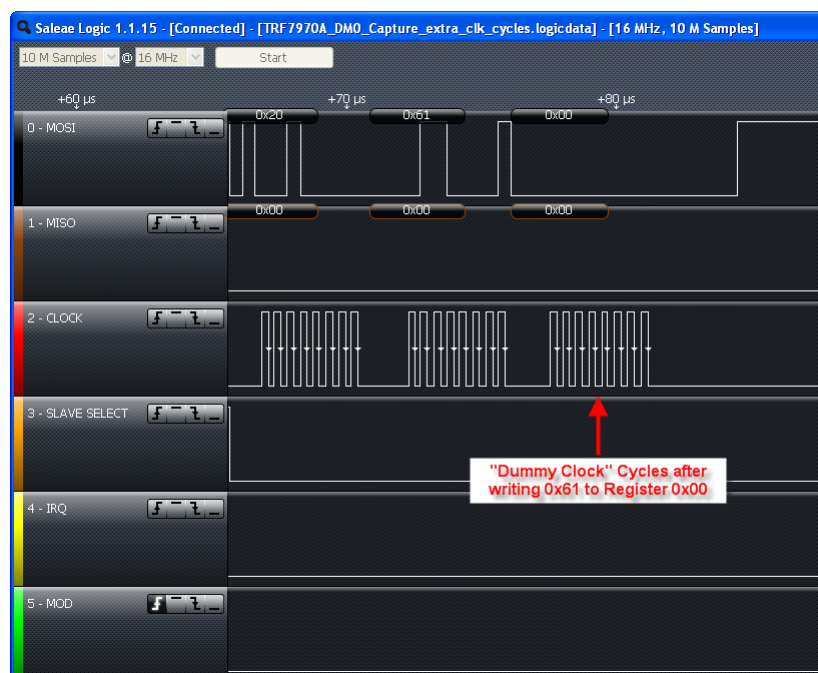 Saleae Logic 1.1.15 - [Connected] - [TRF7970A_DM0_Capture_extra_clk_cycles.logicdata] - [16 MHz, 10 M Samples]
10 M Samples @ 16 MHz Start
+60 µs +70 µs +80 µs
0 - MOSI 0x20 0x61 0x00
1 - MISO 0x00 0x00 0x00
2 - CLOCK
3 - SLAVE SELECT
"Dummy Clock" Cycles after
writing 0x61 to Register 0x00
4 - IRQ
5 - MOD